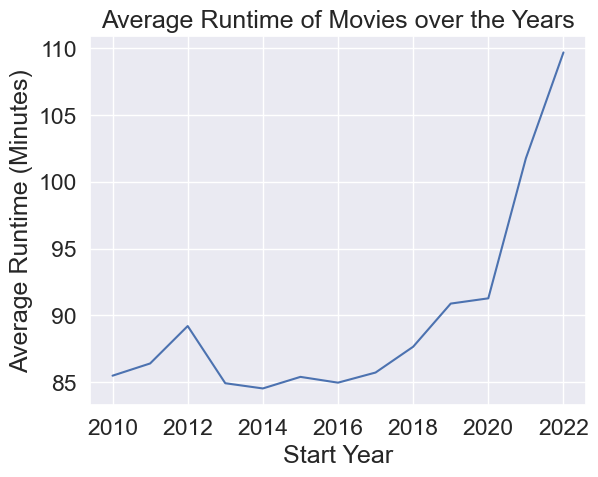 Average Runtime of Movies over the Years
110
105
100
95
90
85
Average Runtime (Minutes)
2010 2012 2014 2016 2018 2020 2022
Start Year